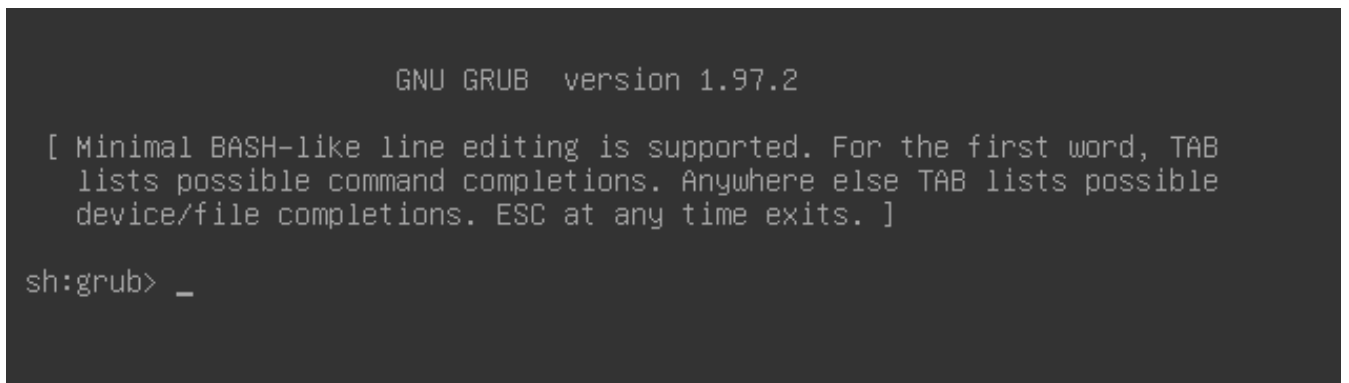 GNU GRUB version 1.97.2
[ Minimal BASH-like line editing is supported. For the first word, TAB
lists possible command completions. Anywhere else TAB lists possible
device/file completions. ESC at any time exits. ]
sh:grub> _